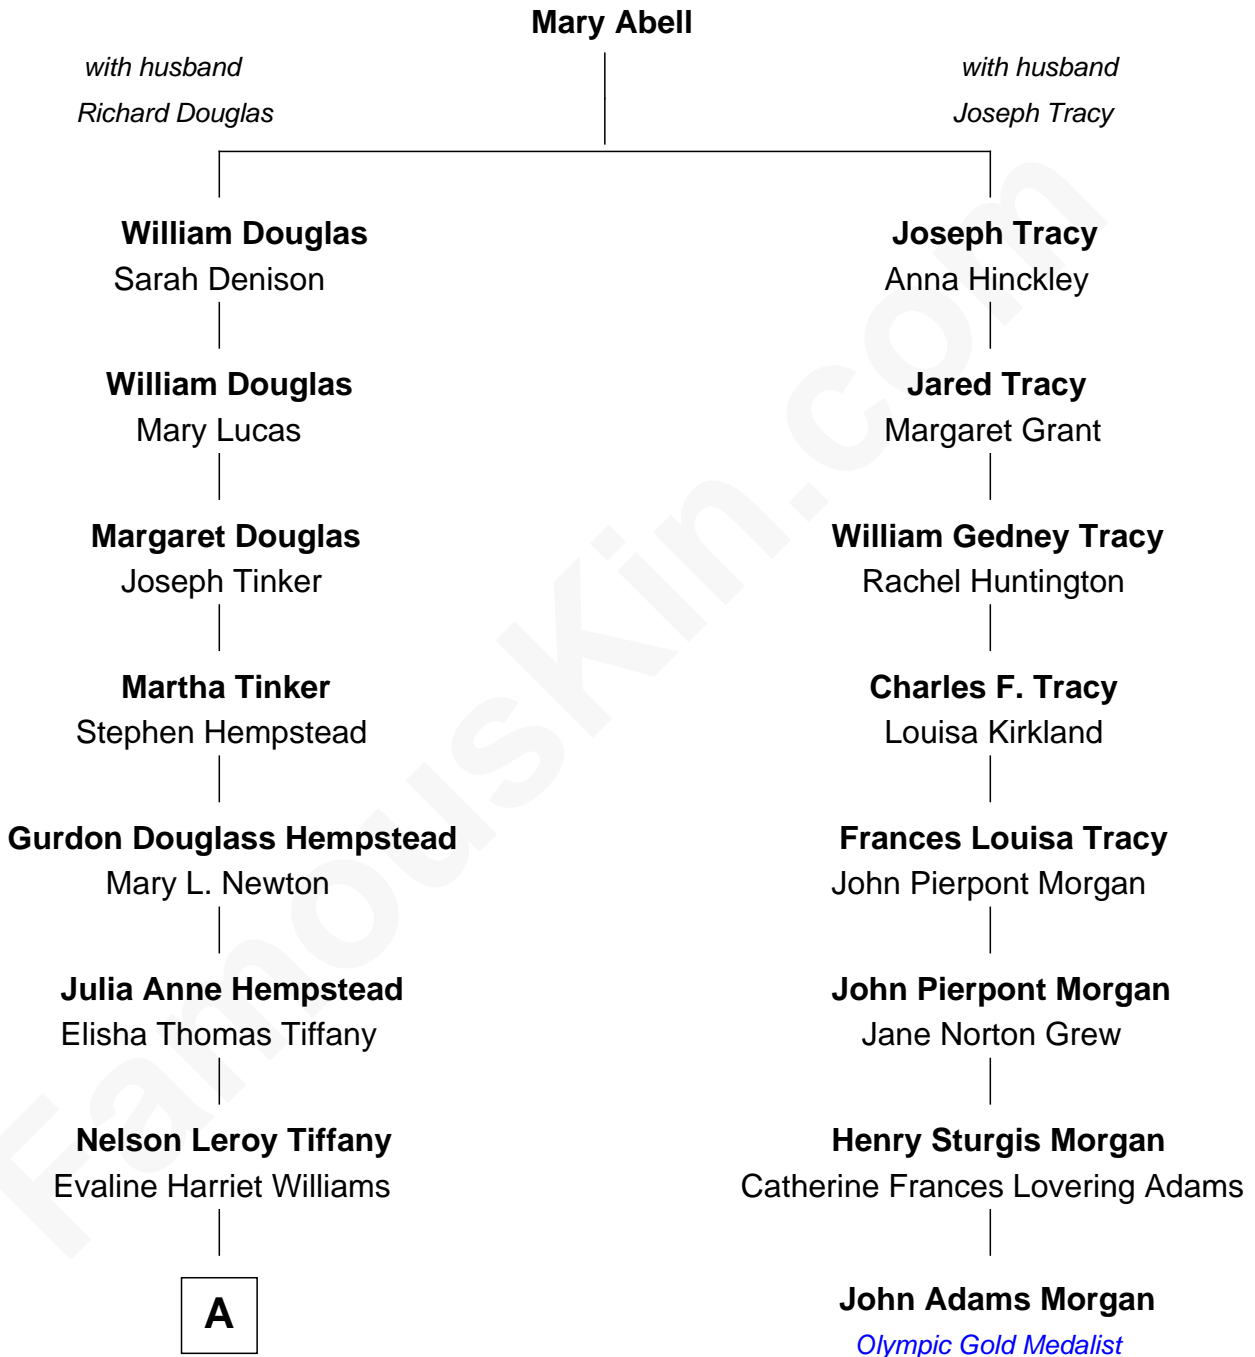 Mary Abell
with husband
Richard Douglas
with husband
Joseph Tracy
William Douglas
Sarah Denison
Joseph Tracy
Anna Hinckley
William Douglas
Mary Lucas
Jared Tracy
Margaret Grant
Margaret Douglas
Joseph Tinker
William Gedney Tracy
Rachel Huntington
Martha Tinker
Stephen Hempstead
Charles F. Tracy
Louisa Kirkland
Gurdon Douglass Hempstead
Mary L. Newton
Frances Louisa Tracy
John Pierpont Morgan
Julia Anne Hempstead
Elisha Thomas Tiffany
John Pierpont Morgan
Jane Norton Grew
Nelson Leroy Tiffany
Evaline Harriet Williams
Henry Sturgis Morgan
Catherine Frances Lovering Adams
A
John Adams Morgan
Olympic Gold Medalist
FamousKin.com